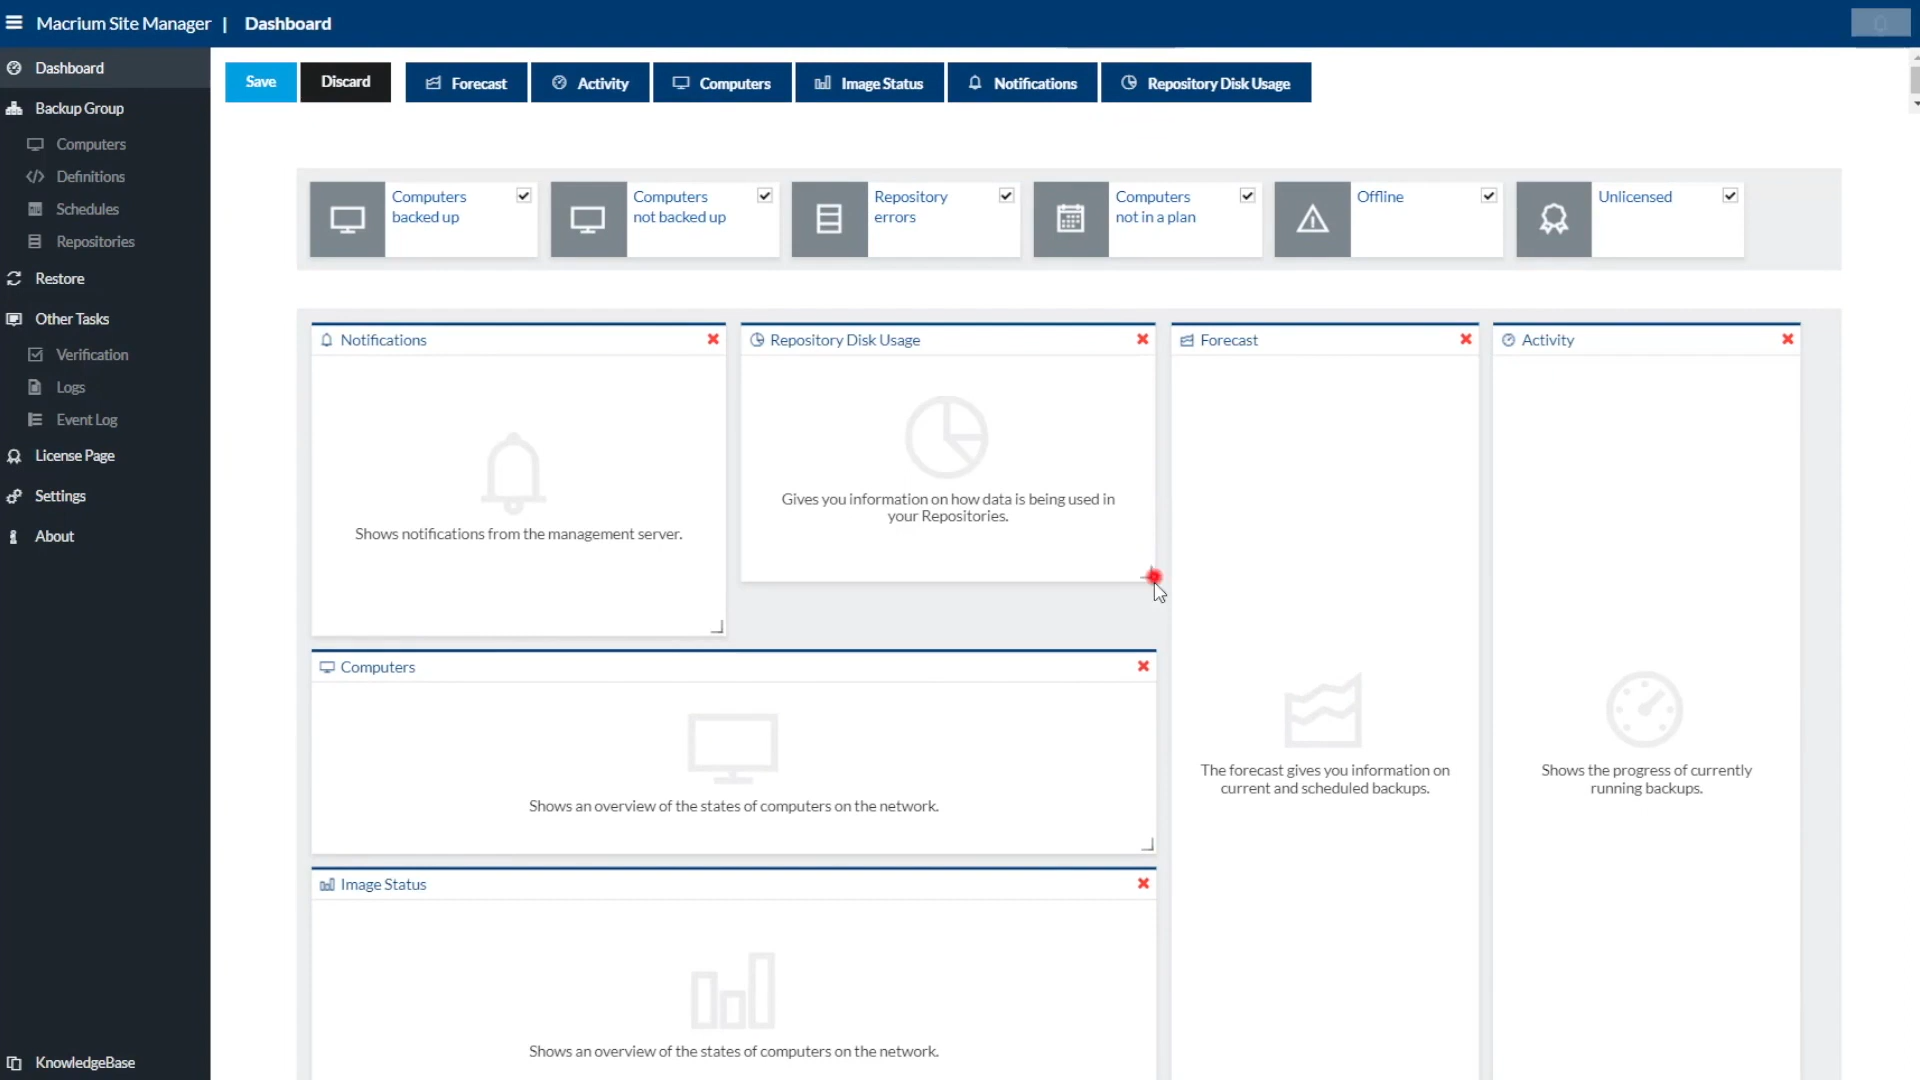 Macrium Site Manager | Dashboard
Dashboard
Backup Group
Computers
Definitions
Schedules
Repositories
Restore
Other Tasks
Verification
Logs
Event Log
License Page
Settings
About
KnowledgeBase
Save
Discard
Forecast
Activity
Computers
Image Status
Notifications
Repository Disk Usage
Computers
backed up
Computers
not backed up
Repository
errors
Computers
not in a plan
Offline
Unlicensed
Notifications
Shows notifications from the management server.
Repository Disk Usage
Gives you information on how data is being used in
your Repositories.
Forecast
The forecast gives you information on
current and scheduled backups.
Activity
Shows the progress of currently
running backups.
Computers
Shows an overview of the states of computers on the network.
Image Status
Shows an overview of the states of computers on the network.